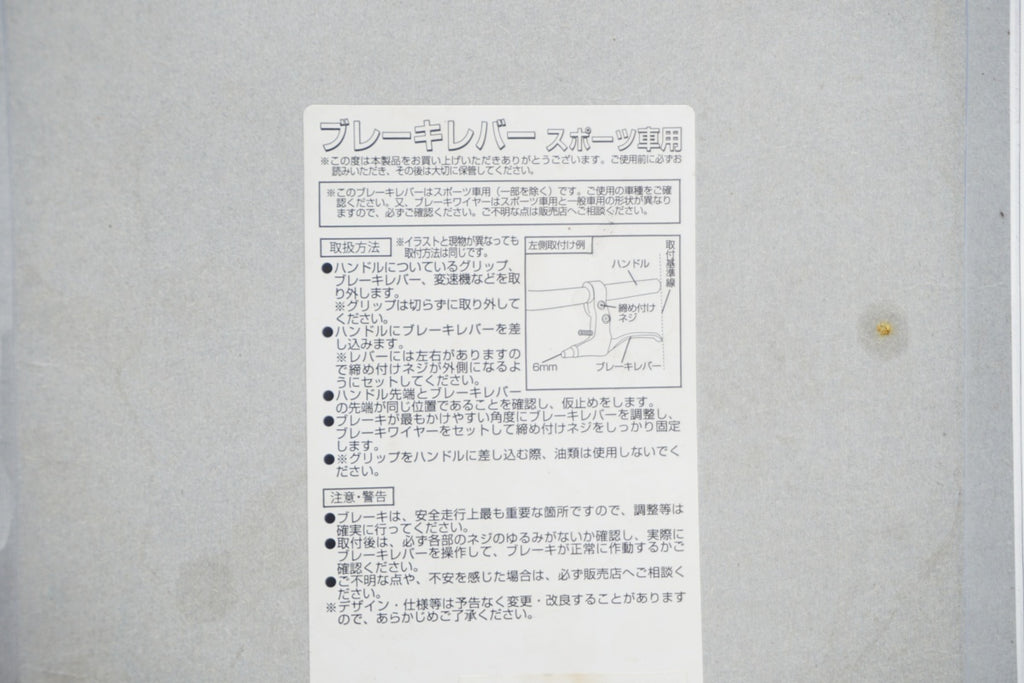 ブレーキレバー スポーツ車用
※この度は本製品をお買い上げいただきありがとうございます。ご使用前に必ずお
読みいただき、その後は大切に保管してください。
※このブレーキレバーはスポーツ車用（一部を除く）です。ご使用の車種をご確
認ください。又、ブレーキワイヤーはスポーツ車用と一般車用の形状が異なり
ますので、必ずご確認ください。ご不明な点は販売店へご相談ください。
取扱方法
※イラストと現物が異なっても
取付方法は同じです。
●ハンドルについているグリップ、
ブレーキレバー、変速機などを取
り外します。
※グリップは切らずに取り外して
ください。
●ハンドルにブレーキレバーを差
し込みます。
※レバーには左右がありますの
で締め付けネジが外側になるよ
うにセットしてください。
●ハンドル先端とブレーキレバー
の先端が同じ位置であることを確認し、仮止めをします。
●ブレーキが最もかけやすい角度にブレーキレバーを調整し、
ブレーキワイヤーをセットして締め付けネジをしっかり固定
します。
●※グリップをハンドルに差し込む際、油類は使用しないでく
ださい。
左側取付け例
ハンドル
取付基準線
締め付け
ネジ
6mm
ブレーキレバー
注意・警告
●ブレーキは、安全走行上最も重要な箇所ですので、調整等は
確実に行ってください。
●取付後は、必ず各部のネジのゆるみがないか確認し、実際に
ブレーキレバーを操作して、ブレーキが正常に作動するかご
確認ください。
●ご不明な点や、不安を感じた場合は、必ず販売店へご相談く
ださい。
※デザイン・仕様等は予告なく変更・改良することがあります
ので、あらかじめご了承ください。